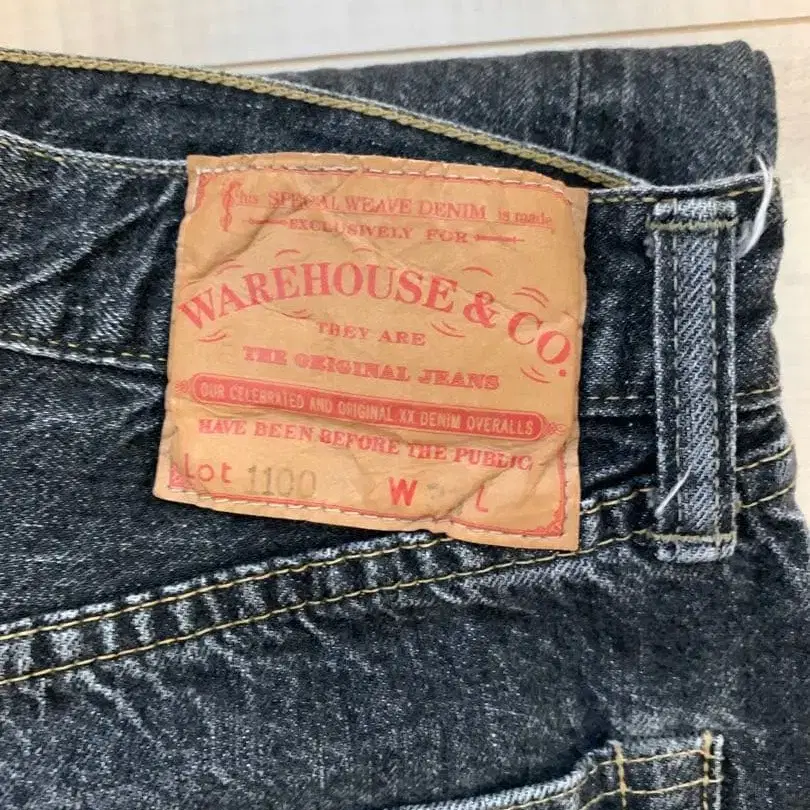 This SPECIAL WEAVE DENIM is made
EXCLUSIVELY FOR
WAREHOUSE & CO.
THEY ARE
THE ORIGINAL JEANS
OUR CELEBRATED AND ORIGINAL XX DENIM OVERALLS
HAVE BEEN BEFORE THE PUBLIC
Lot 1100 W L